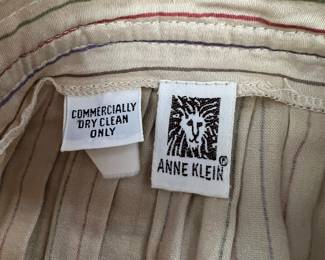 COMMERCIALLY
DRY CLEAN
ONLY
ANNE KLEIN ®